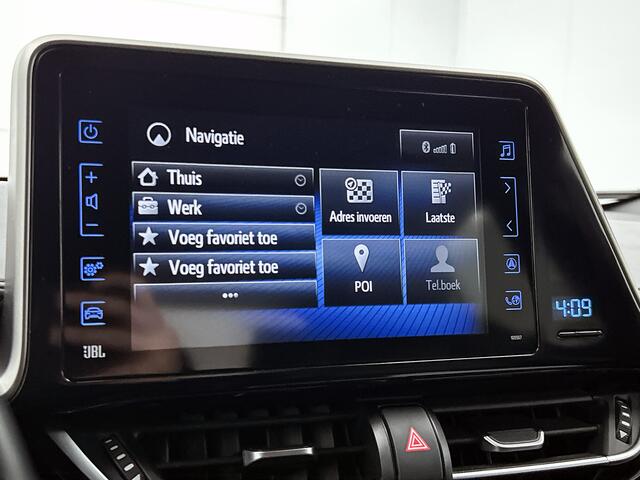 Navigatie
Thuis
Werk
Voeg favoriet toe
Voeg favoriet toe
Adres invoeren
Laatste
POI
Tel.boek
4:09
JBL